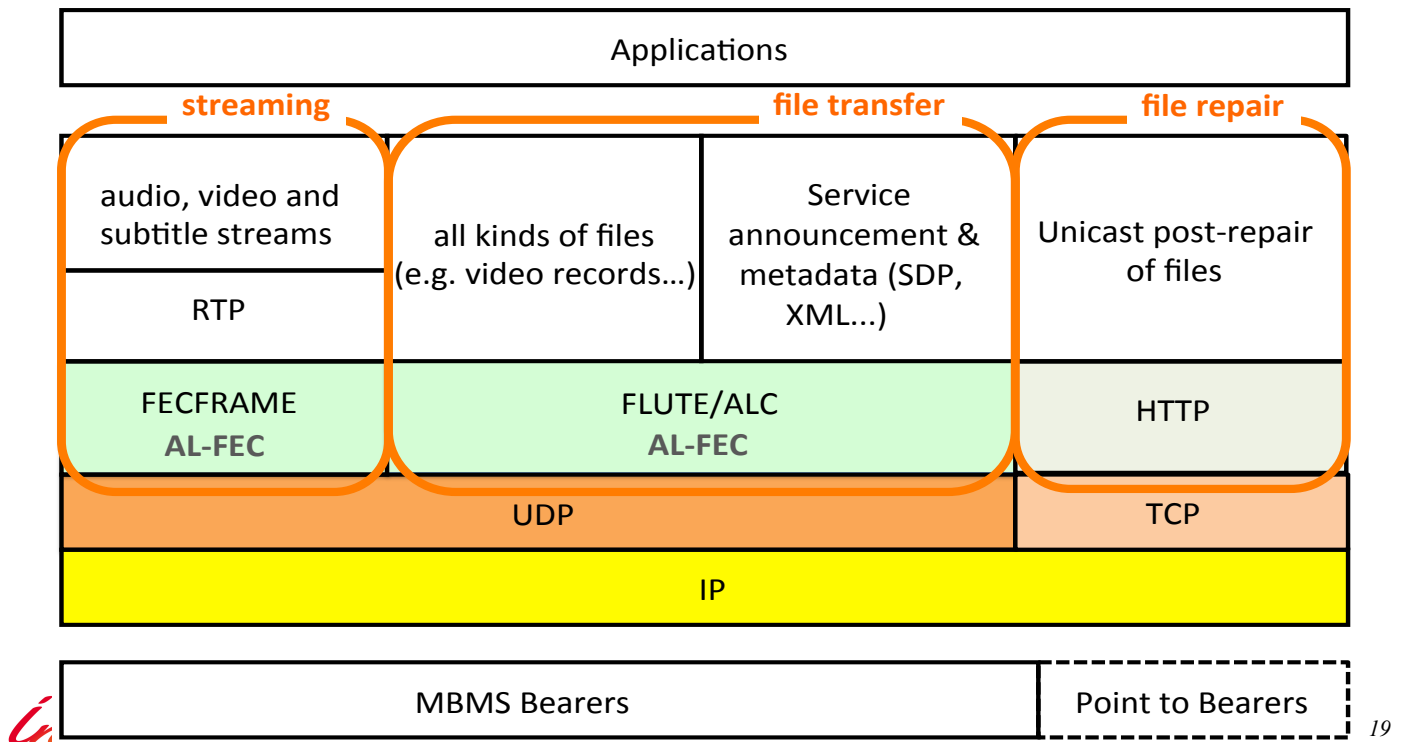 Applications
streaming
file transfer
file repair
audio, video and
subtitle streams
RTP
all kinds of files
(e.g. video records...)
Service
announcement &
metadata (SDP,
XML...)
Unicast post-repair
of files
FECFRAME
AL-FEC
FLUTE/ALC
AL-FEC
HTTP
UDP
TCP
IP
MBMS Bearers
Point to Bearers
19